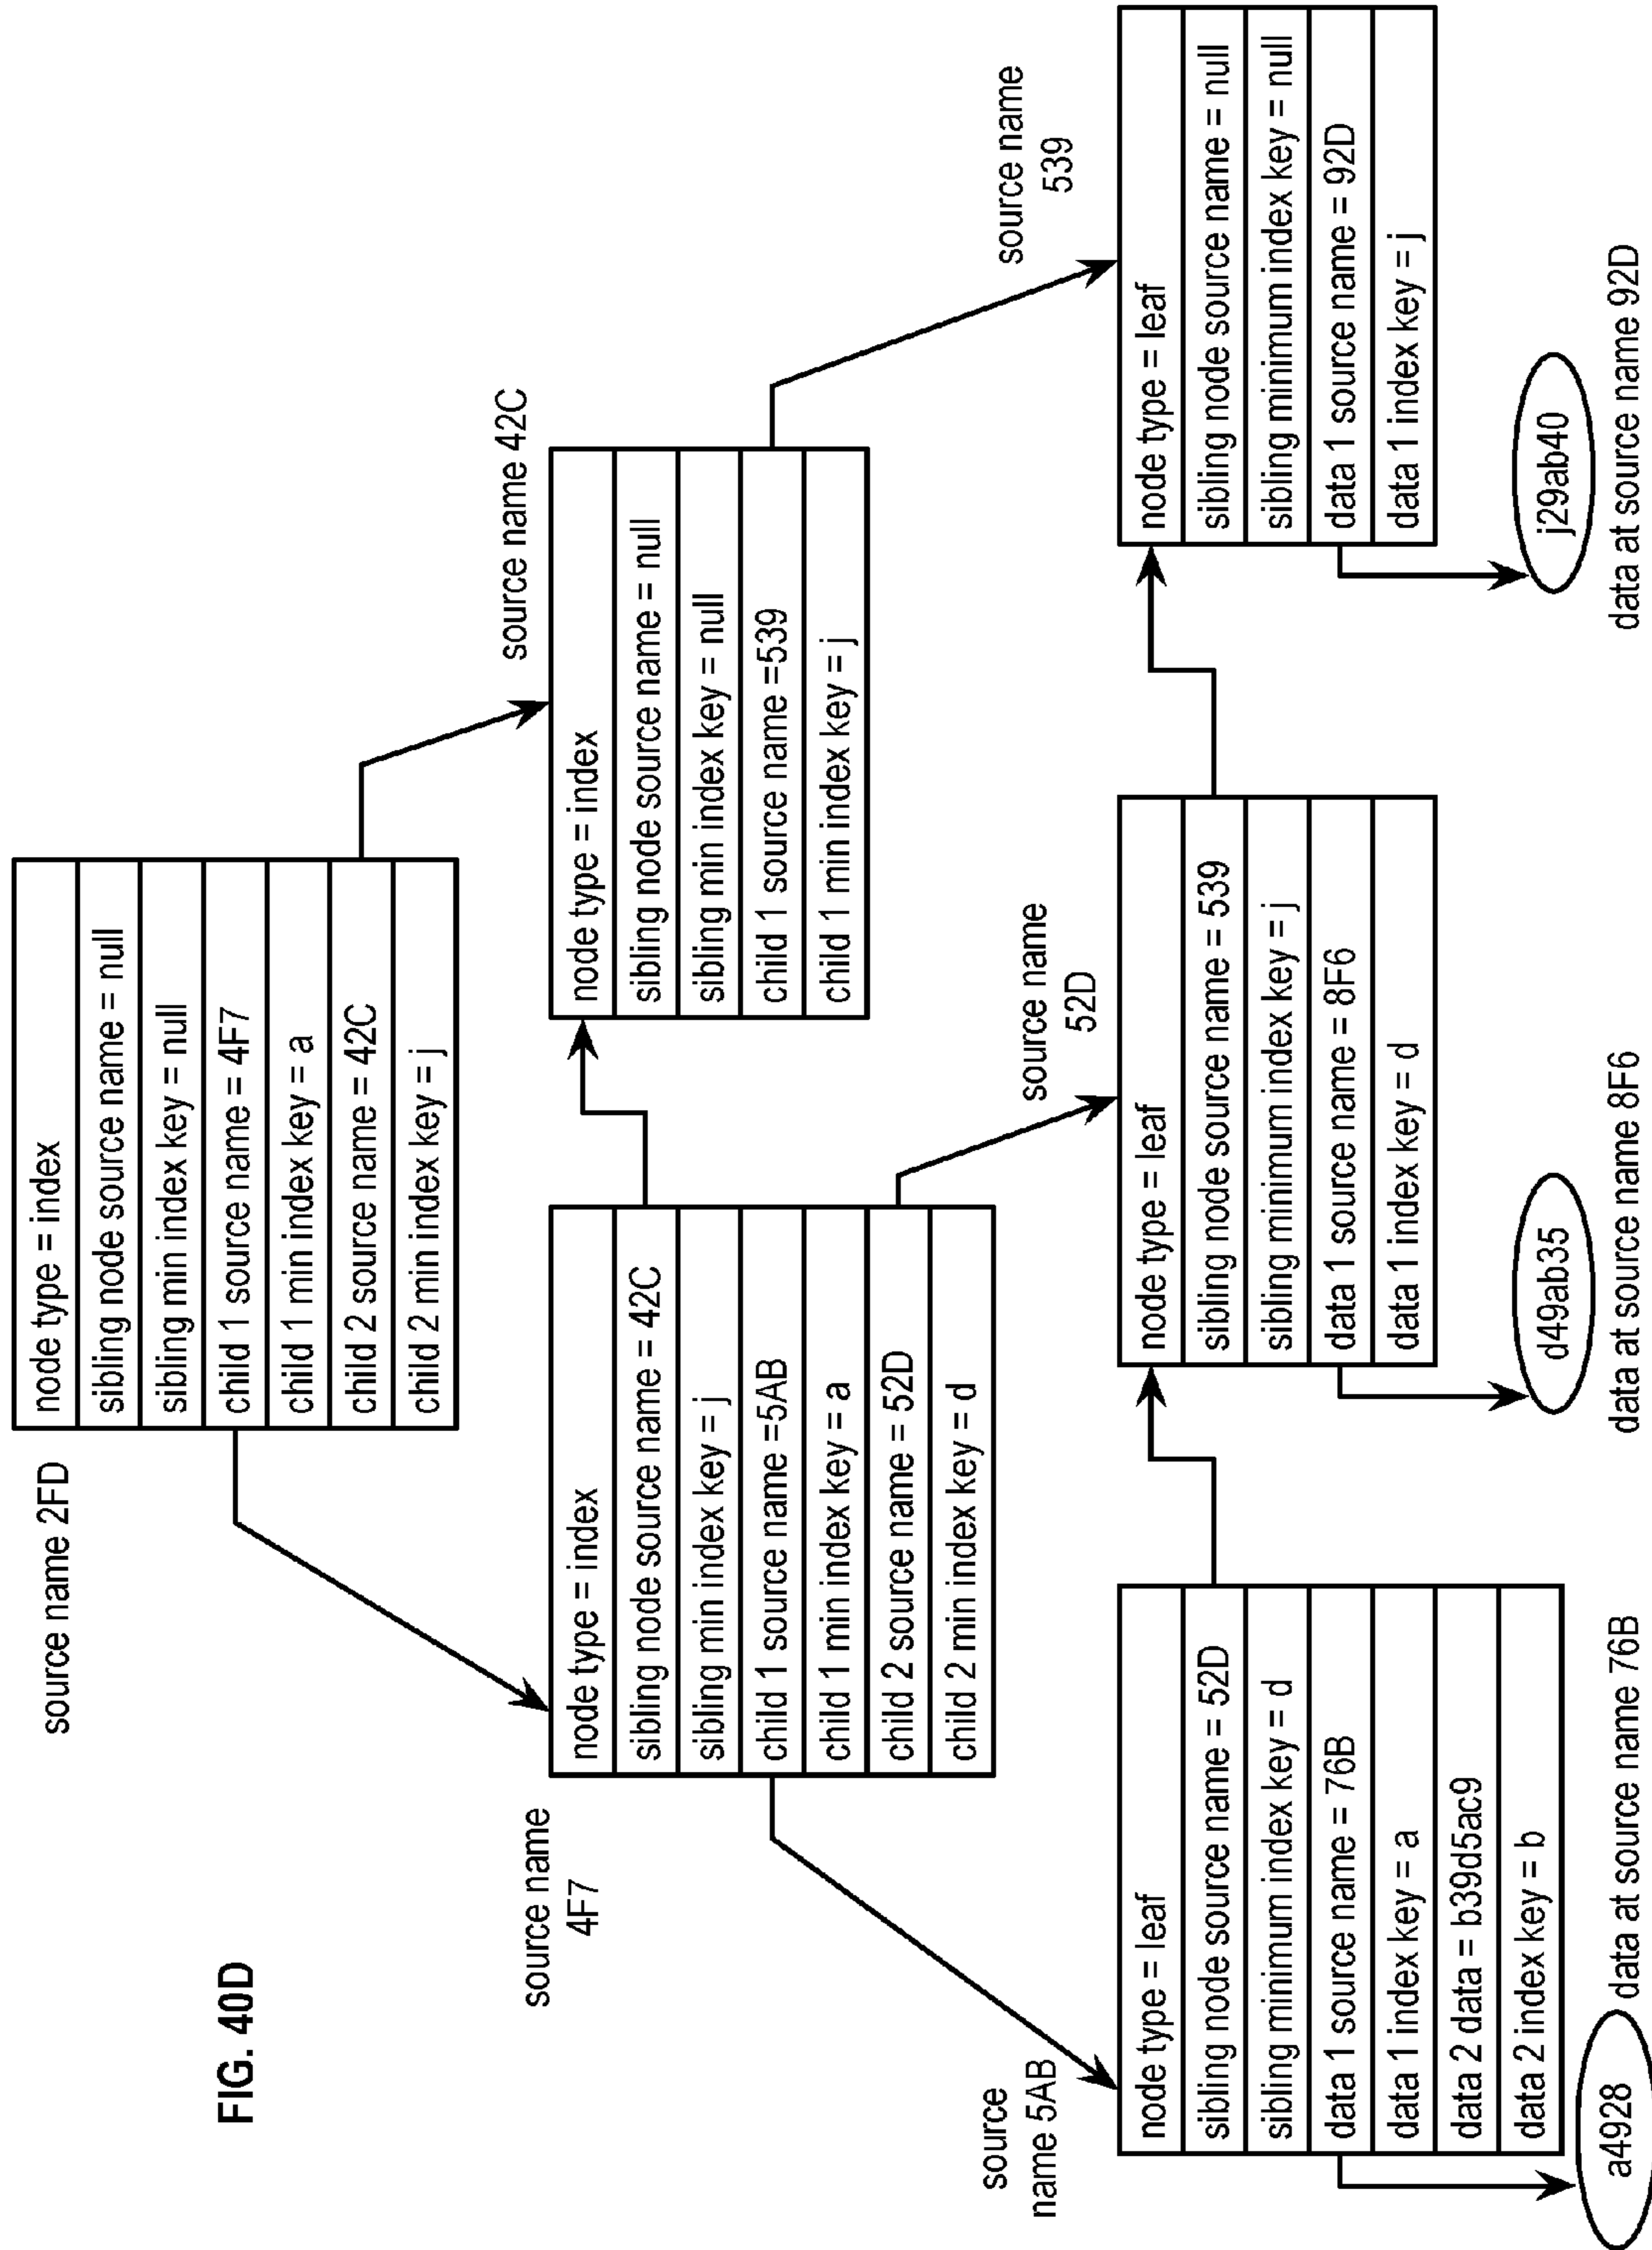 FIG. 40D
source name 2FD
node type = index
sibling node source name = null
sibling min index key = null
child 1 source name = 4F7
child 1 min index key = a
child 2 source name = 42C
child 2 min index key = j
source name
4F7
node type = index
sibling node source name = 42C
sibling min index key = j
child 1 source name =5AB
child 1 min index key = a
child 2 source name = 52D
child 2 min index key = d
source name 42C
node type = index
sibling node source name = null
sibling min index key = null
child 1 source name =539
child 1 min index key = j
source
name 5AB
node type = leaf
sibling node source name = 52D
sibling minimum index key = d
data 1 source name = 76B
data 1 index key = a
data 2 data = b39d5ac9
data 2 index key = b
a4928
data at source name 76B
source name
52D
node type = leaf
sibling node source name = 539
sibling minimum index key = j
data 1 source name = 8F6
data 1 index key = d
d49ab35
data at source name 8F6
source name
539
node type = leaf
sibling node source name = null
sibling minimum index key = null
data 1 source name = 92D
data 1 index key = j
j29ab40
data at source name 92D